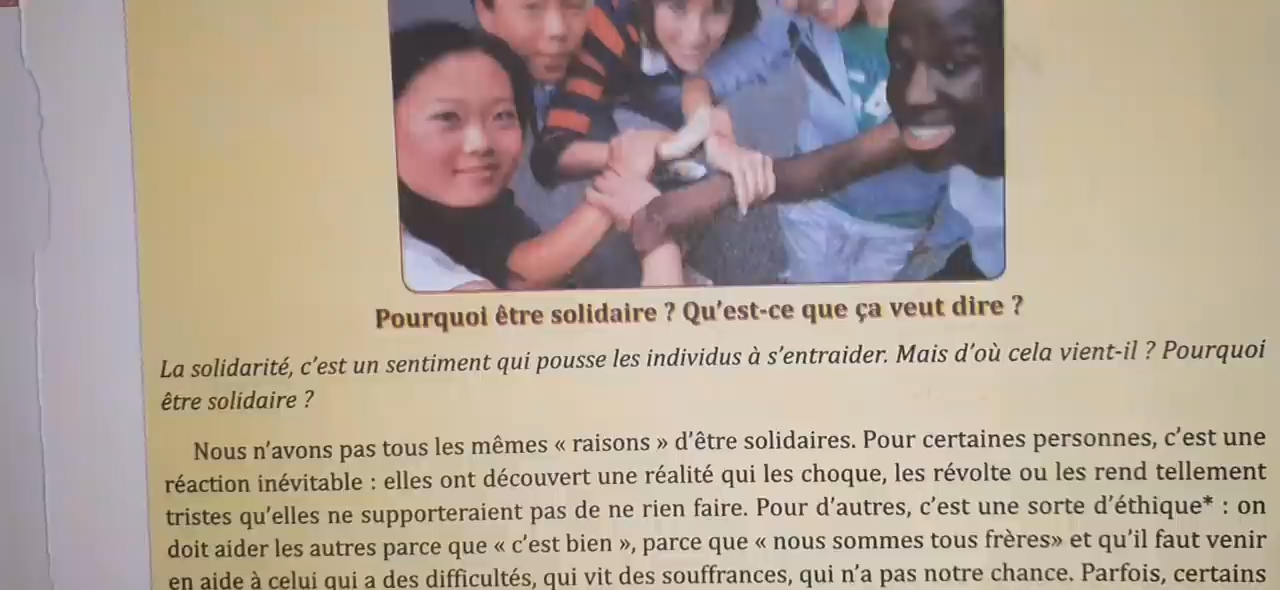 Pourquoi être solidaire ? Qu'est-ce que ça veut dire ?
La solidarité, c'est un sentiment qui pousse les individus à s'entraider. Mais d'où cela vient-il ? Pourquoi
être solidaire ?
Nous n'avons pas tous les mêmes « raisons » d'être solidaires. Pour certaines personnes, c'est une
réaction inévitable : elles ont découvert une réalité qui les choque, les révolte ou les rend tellement
tristes qu'elles ne supporteraient pas de ne rien faire. Pour d'autres, c'est une sorte d'éthique* : on
doit aider les autres parce que « c'est bien », parce que « nous sommes tous frères» et qu'il faut venir
en aide à celui qui a des difficultés, qui vit des souffrances, qui n'a pas notre chance. Parfois, certains